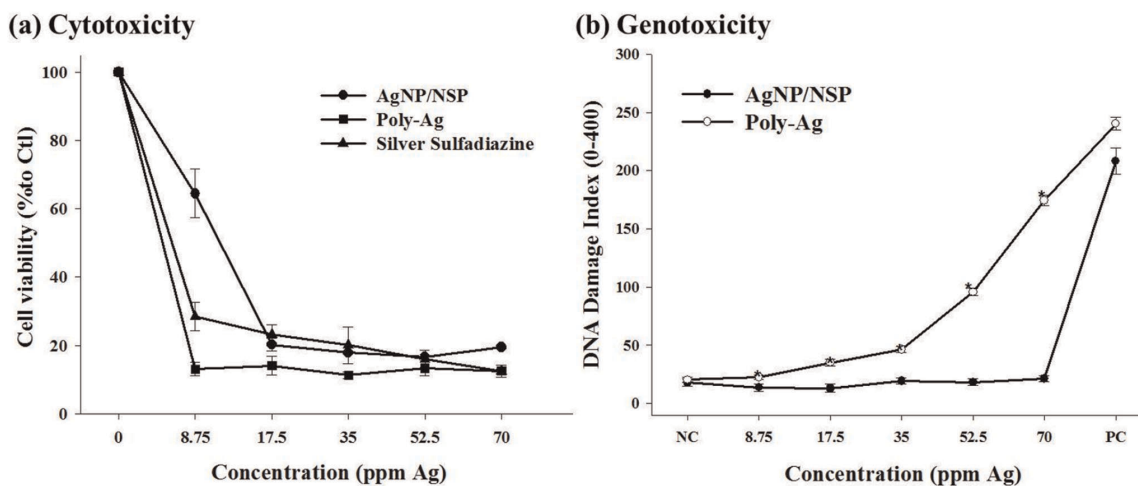 (a) Cytotoxicity
100
80
60
40
20
0
Cell viability (%to Ctl)
AgNP/NSP
Poly-Ag
Silver Sulfadiazine
0 8.75 17.5 35 52.5 70
Concentration (ppm Ag)
(b) Genotoxicity
300
250
200
150
100
50
0
DNA Damage Index (0-400)
AgNP/NSP
Poly-Ag
* * * * *
NC 8.75 17.5 35 52.5 70 PC
Concentration (ppm Ag)